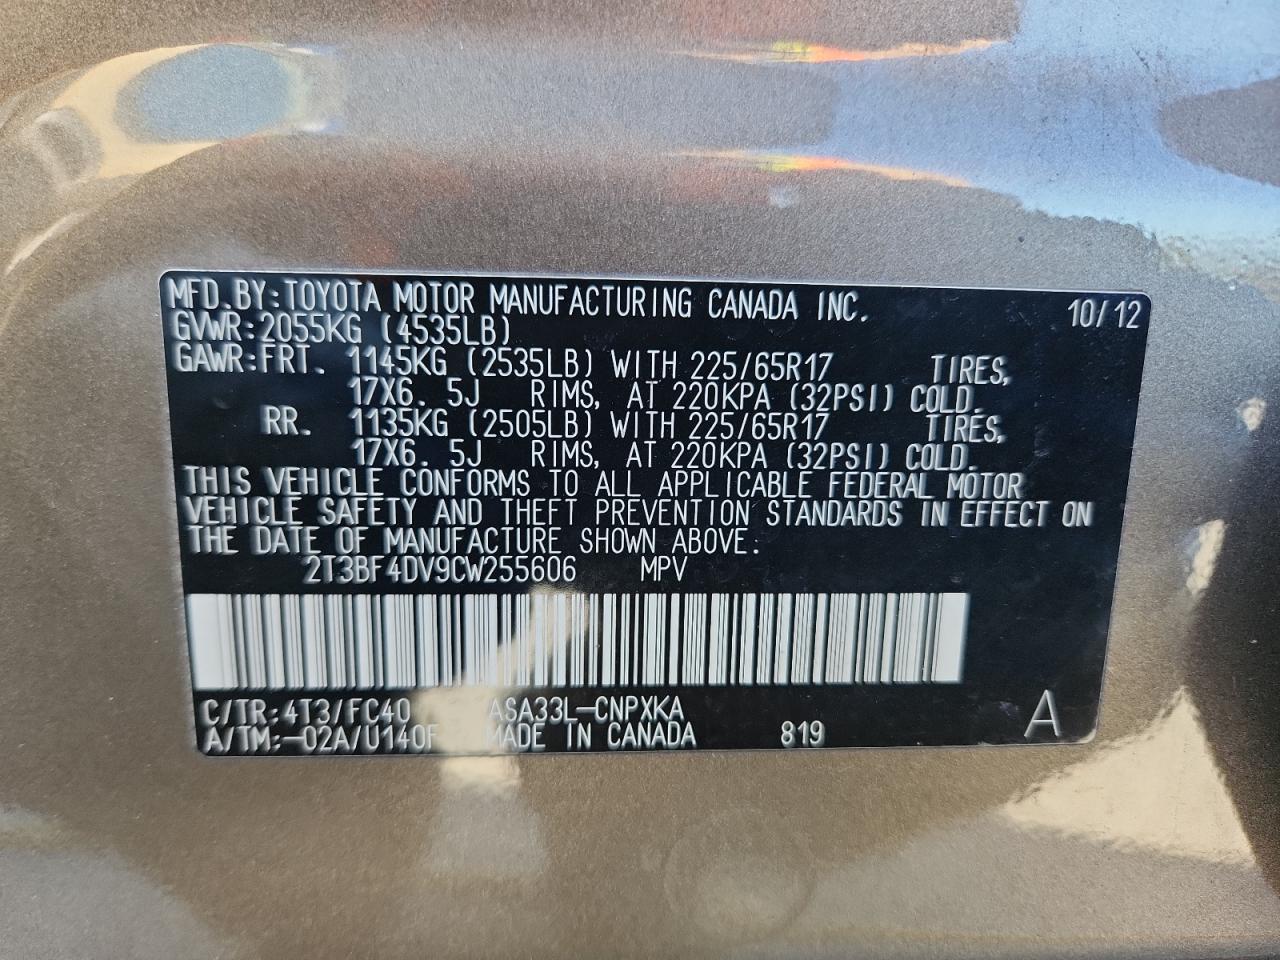 MFD.BY:TOYOTA MOTOR MANUFACTURING CANADA INC. 10/12
GVWR:2055KG (4535LB)
GAWR:FRT. 1145KG (2535LB) WITH 225/65R17 TIRES,
17X6. 5J RIMS, AT 220KPA (32PSI) COLD.
RR. 1135KG (2505LB) WITH 225/65R17 TIRES,
17X6. 5J RIMS, AT 220KPA (32PSI) COLD.
THIS VEHICLE CONFORMS TO ALL APPLICABLE FEDERAL MOTOR
VEHICLE SAFETY AND THEFT PREVENTION STANDARDS IN EFFECT ON
THE DATE OF MANUFACTURE SHOWN ABOVE.
2T3BF4DV9CW255606 MPV
C/TR:4T3/FC40 ASA33L-CNPXKA
A/TM:-02A/U140F MADE IN CANADA 819 A